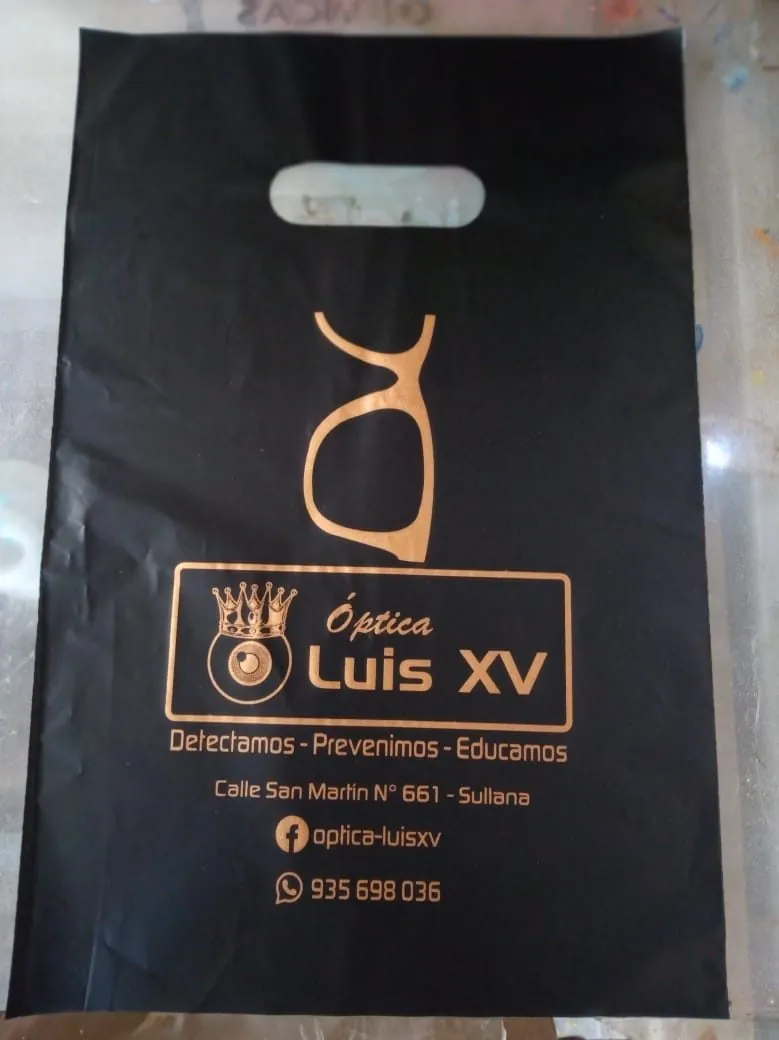 Óptica
Luis XV
Detectamos - Prevenimos - Educamos
Calle San Martín N° 661 - Sullana
optica-luisxv
935 698 036